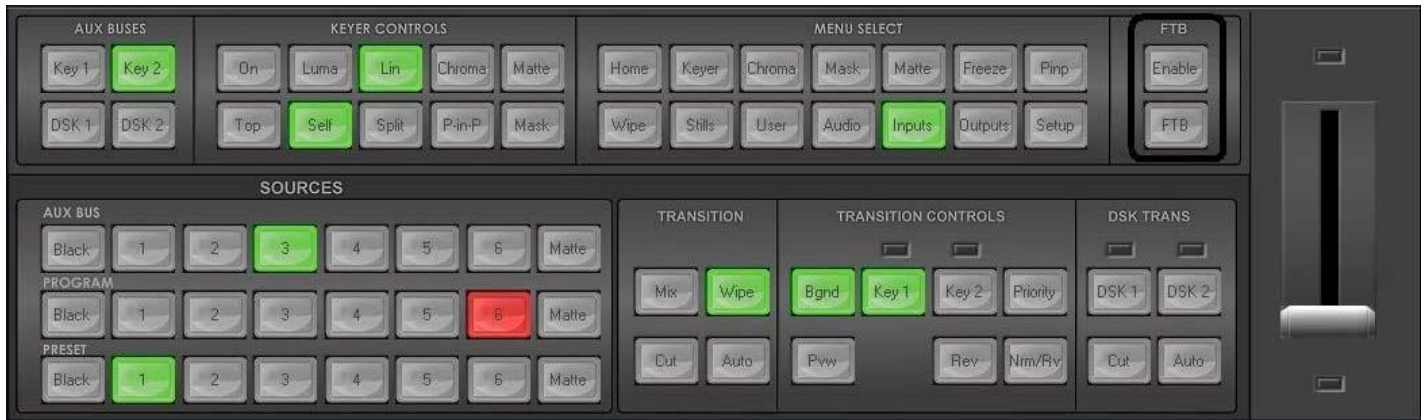 AUX BUSES KEYER CONTROLS MENU SELECT FTB
Key 1 Key 2 On Luma Lin Chroma Matte Home Keyer Chroma Mask Matte Freeze Pinp Enable
DSK 1 DSK 2 Top Self Split P-in-P Mask Wipe Stills User Audio Inputs Outputs Setup FTB
SOURCES
AUX BUS TRANSITION TRANSITION CONTROLS DSK TRANS
Black 1 2 3 4 5 6 Matte
PROGRAM
Mix Wipe Bgnd Key 1 Key 2 Priority DSK 1 DSK 2
Black 1 2 3 4 5 6 Matte
PRESET
Cut Auto Pvw Rev Nrm/Rv Cut Auto
Black 1 2 3 4 5 6 Matte